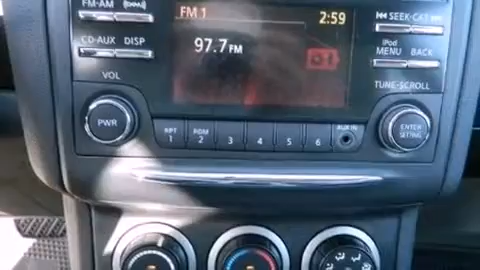 FM-AM
FM 1
2:59
SEEK-CAT
CD-AUX DISP
97.7 FM
iPod
MENU BACK
VOL
TUNE-SCROLL
PWR
RPT
1
RDM
2
3
4
5
6
AUX IN
ENTER
SETTING